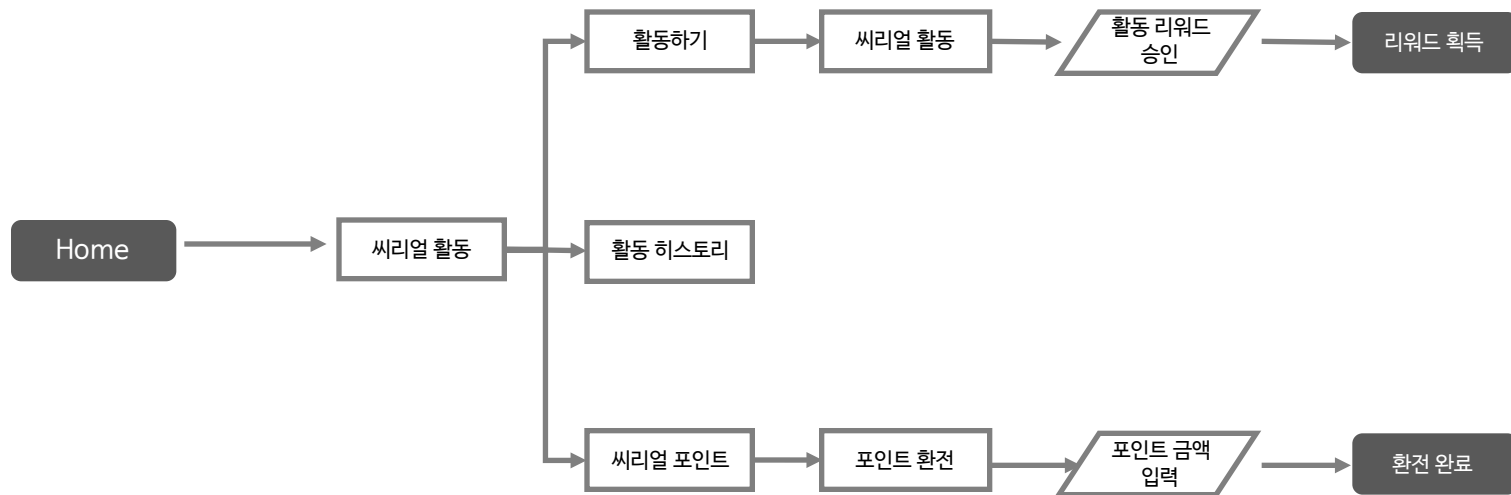 활동하기
씨리얼 활동
활동 리워드
승인
리워드 획득
Home
씨리얼 활동
활동 히스토리
씨리얼 포인트
포인트 환전
포인트 금액
입력
환전 완료